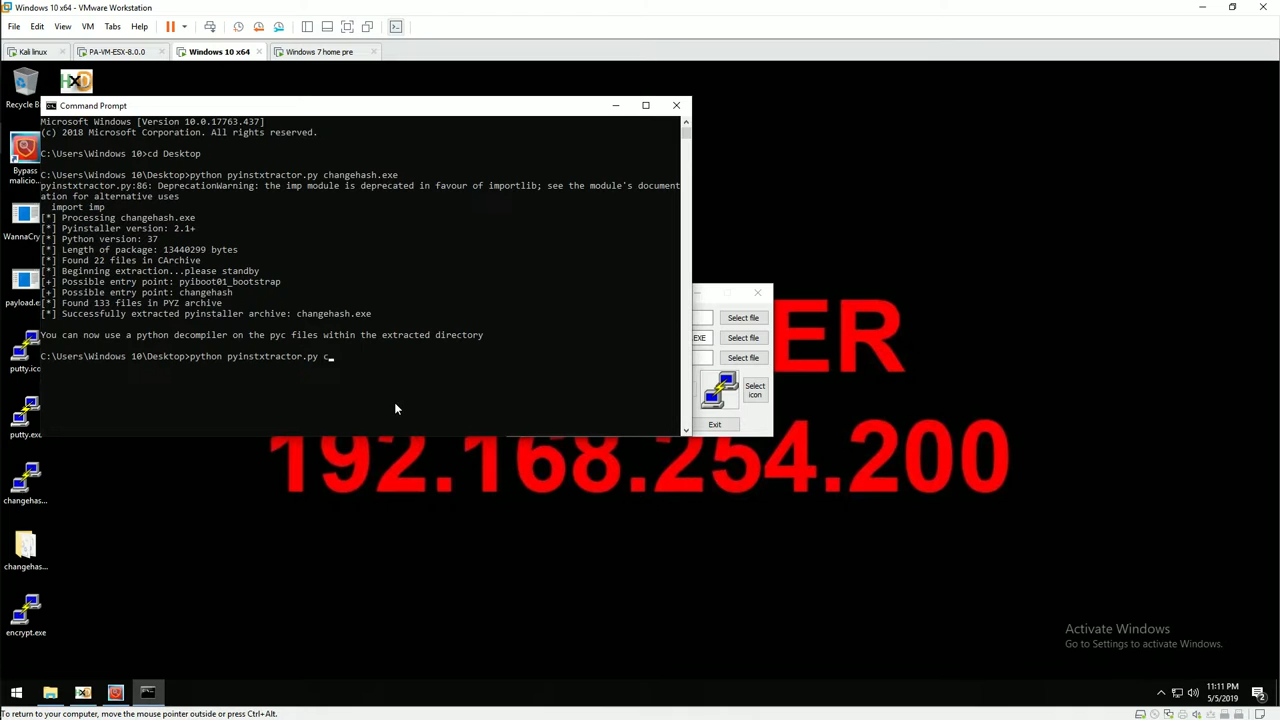 Windows 10 x64 - VMware Workstation
File Edit View VM Tabs Help
Kali linux PA-VM-ESX-8.0.0 Windows 10 x64 Windows 7 home pre
Recycle B
Command Prompt
Microsoft Windows [Version 10.0.17763.437]
(c) 2018 Microsoft Corporation. All rights reserved.
C:\Users\Windows 10>cd Desktop
C:\Users\Windows 10\Desktop>python pyinstxtractor.py changehash.exe
pyinstxtractor.py:86: DeprecationWarning: the imp module is deprecated in favour of importlib; see the module's document
ation for alternative uses
import imp
[*] Processing changehash.exe
[*] Pyinstaller version: 2.1+
[*] Python version: 37
[*] Length of package: 13440299 bytes
[*] Found 22 files in CArchive
[*] Beginning extraction...please standby
[+] Possible entry point: pyiboot01_bootstrap
[+] Possible entry point: changehash
[*] Found 133 files in PYZ archive
[*] Successfully extracted pyinstaller archive: changehash.exe
You can now use a python decompiler on the pyc files within the extracted directory
C:\Users\Windows 10\Desktop>python pyinstxtractor.py c_
Bypass
malicio...
WannaCry
payload.e
putty.ico
putty.exe
changehas...
changehas...
encrypt.exe
Select file
EXE Select file
Select file
Select
icon
Exit
ER
192.168.254.200
Activate Windows
Go to Settings to activate Windows.
11:11 PM
5/5/2019
2
To return to your computer, move the mouse pointer outside or press Ctrl+Alt.